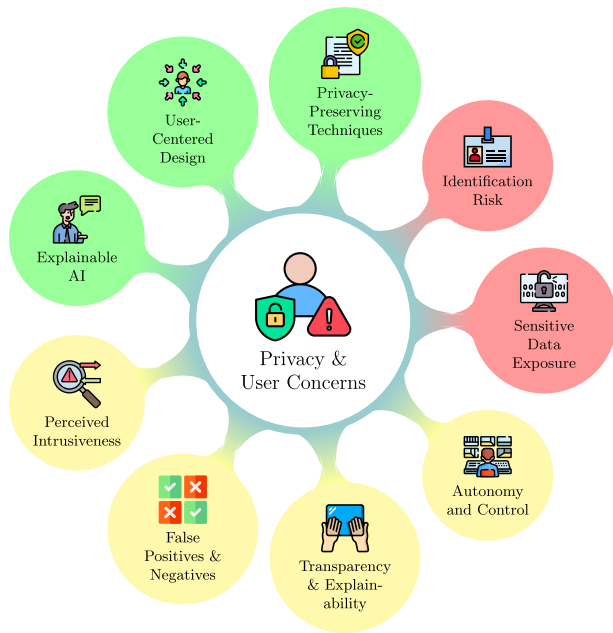 Privacy-
Preserving
Techniques
User-
Centered
Design
Identification
Risk
Explainable
AI
Sensitive
Data
Exposure
Privacy &
User Concerns
Perceived
Intrusiveness
Autonomy
and Control
False
Positives &
Negatives
Transparency
& Explain-
ability